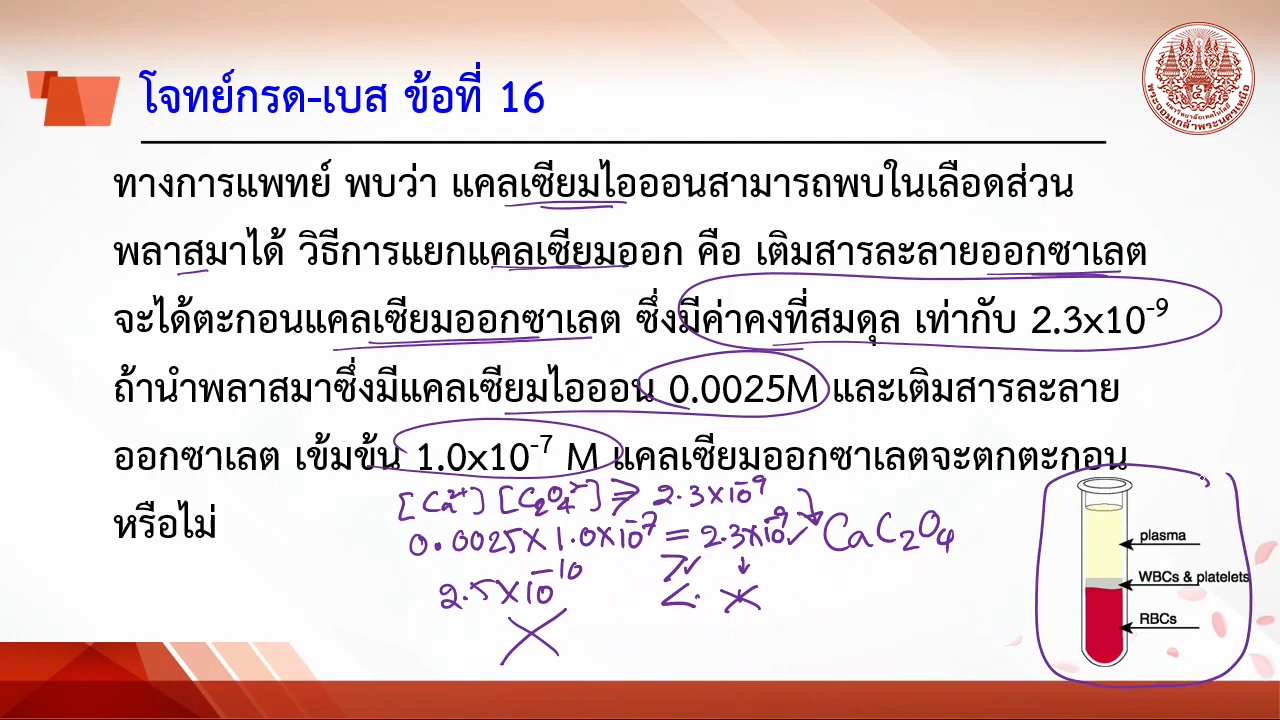 โจทย์กรด-เบส ข้อที่ 16
ทางการแพทย์ พบว่า แคลเซียมไอออนสามารถพบในเลือดส่วน
พลาสมาได้ วิธีการแยกแคลเซียมออก คือ เติมสารละลายออกซาเลต
จะได้ตะกอนแคลเซียมออกซาเลต ซึ่งมีค่าคงที่สมดุล เท่ากับ 2.3x10⁻⁹
ถ้านำพลาสมาซึ่งมีแคลเซียมไอออน 0.0025M และเติมสารละลาย
ออกซาเลต เข้มข้น 1.0x10⁻⁷ M แคลเซียมออกซาเลตจะตกตะกอน
หรือไม่
[Ca²⁺] [C₂O₄²⁻] ⇒ 2.3×10⁻⁹
0.0025×1.0×10⁻⁷ = 2.3×10⁻⁹ ✓ CaC₂O₄
2.5×10⁻¹⁰
plasma
WBCs & platelets
RBCs